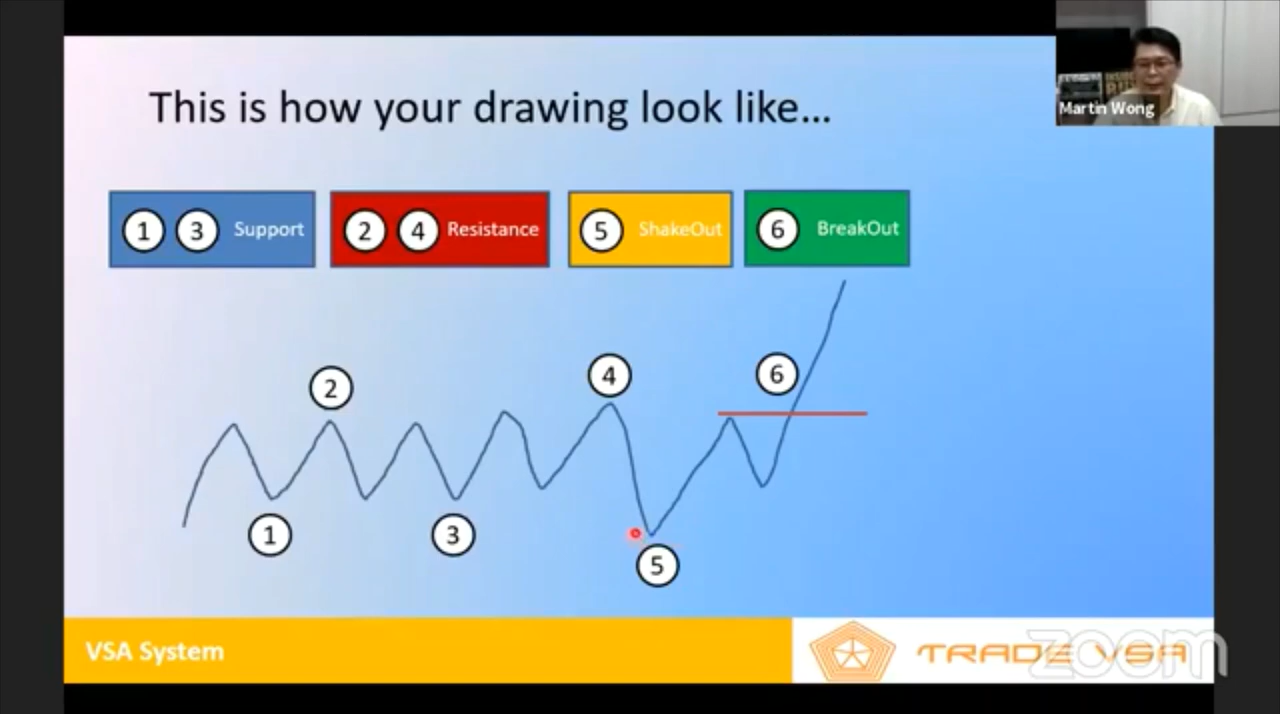 This is how your drawing look like...
Martin Wong
1 3 Support
2 4 Resistance
5 ShakeOut
6 BreakOut
2
4
6
1
3
5
VSA System
TRADE VSA
zoom